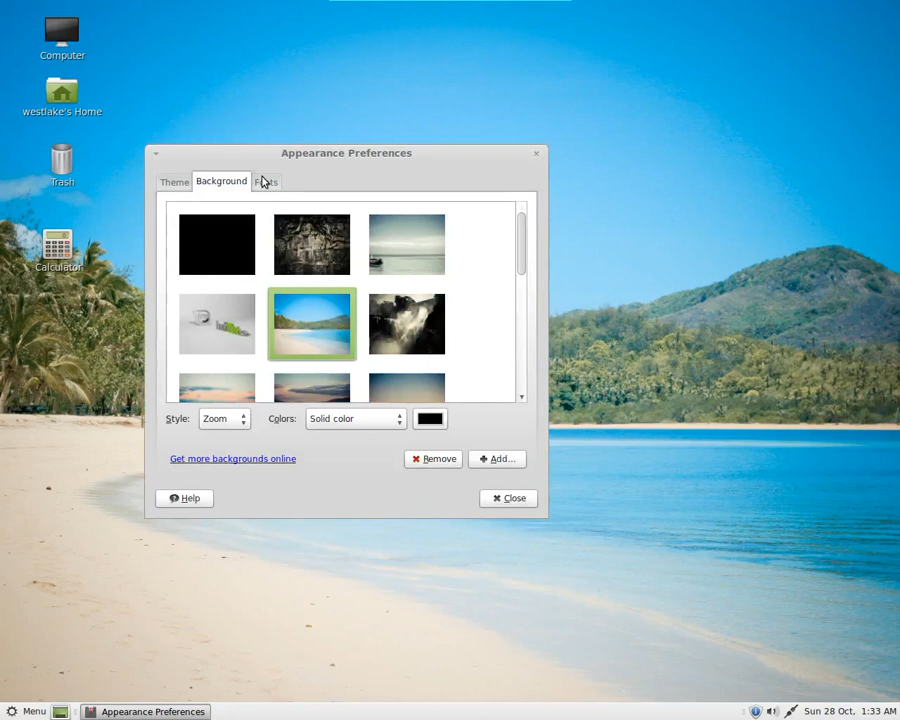 Computer
westlake's Home
Trash
Calculator
Appearance Preferences
Theme
Background
Style:
Zoom
Colors:
Solid color
Get more backgrounds online
Remove
Add...
Help
Close
Menu
Appearance Preferences
Sun 28 Oct, 1:33 AM